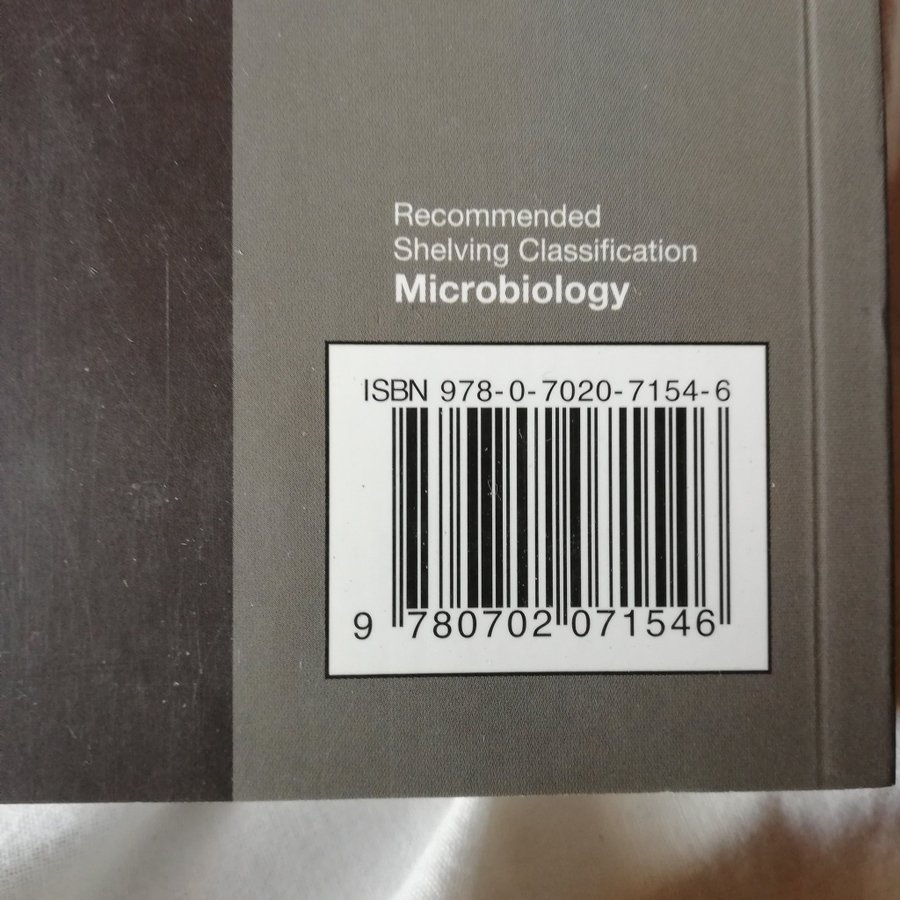 Recommended
Shelving Classification
Microbiology
ISBN 978-0-7020-7154-6
9 780702 071546